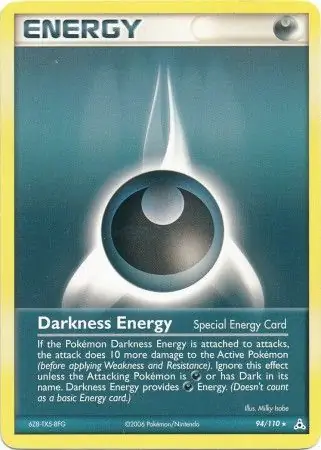 ENERGY
Darkness Energy Special Energy Card
If the Pokémon Darkness Energy is attached to attacks,
the attack does 10 more damage to the Active Pokémon
(before applying Weakness and Resistance). Ignore this effect
unless the Attacking Pokémon is or has Dark in its
name. Darkness Energy provides Energy. (Doesn't count
as a basic Energy card.)
Illus. Milky Isobe
6ZB-TX5-8FG ©2006 Pokémon/Nintendo 94/110 ★